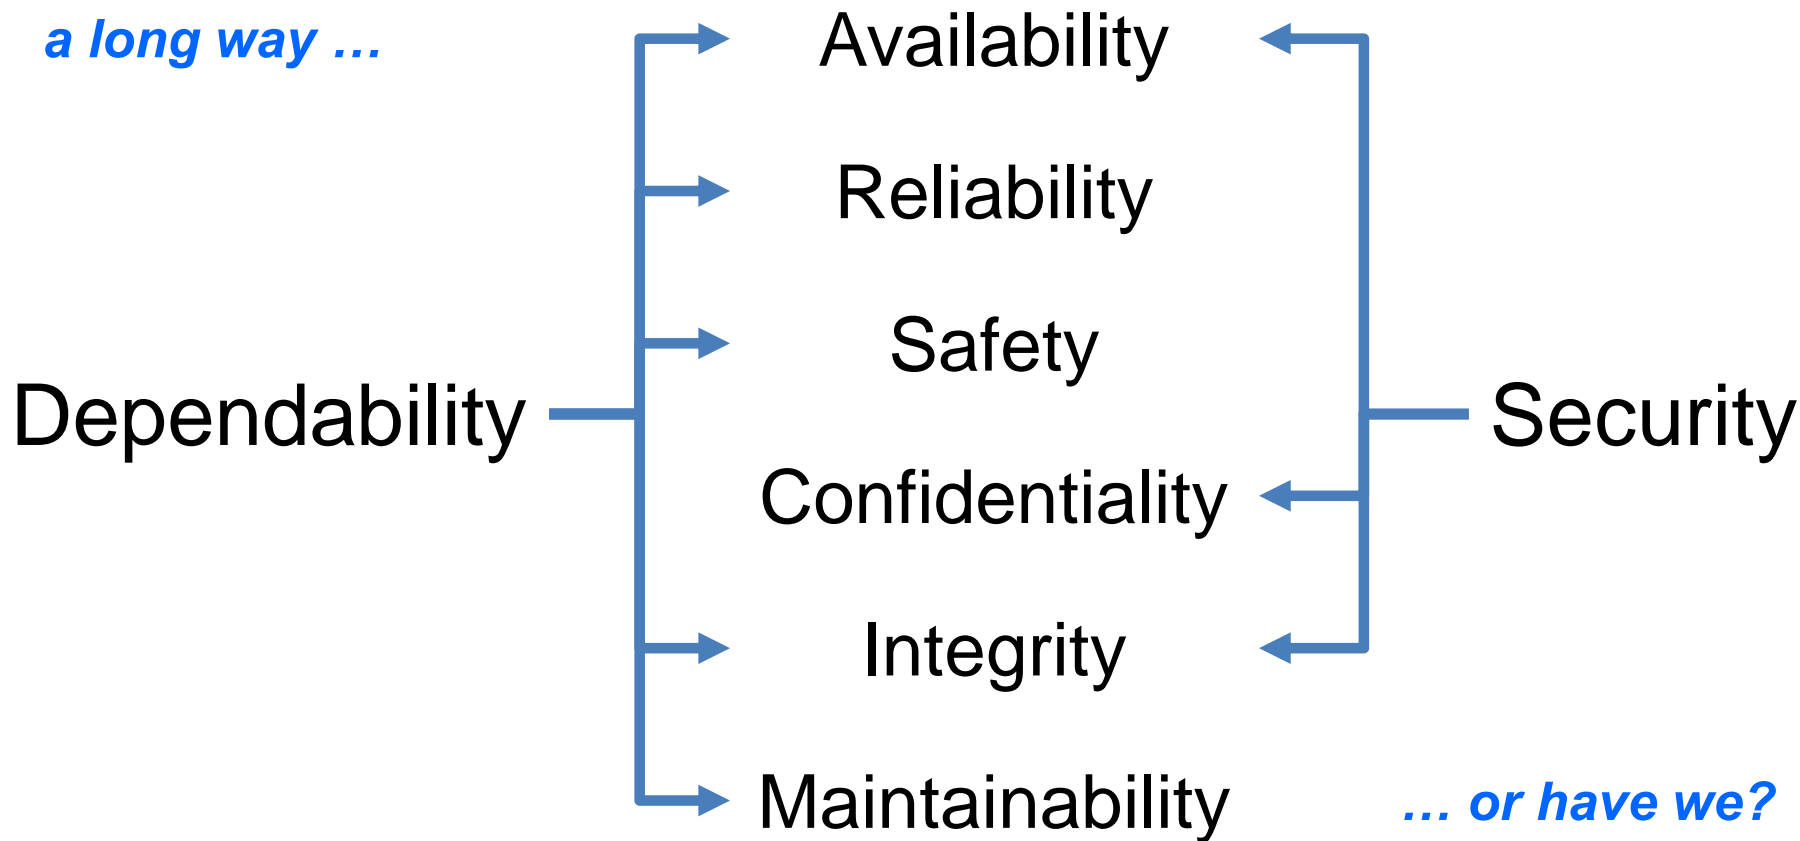 a long way …
Availability
Reliability
Safety
Dependability
Security
Confidentiality
Integrity
Maintainability
… or have we?